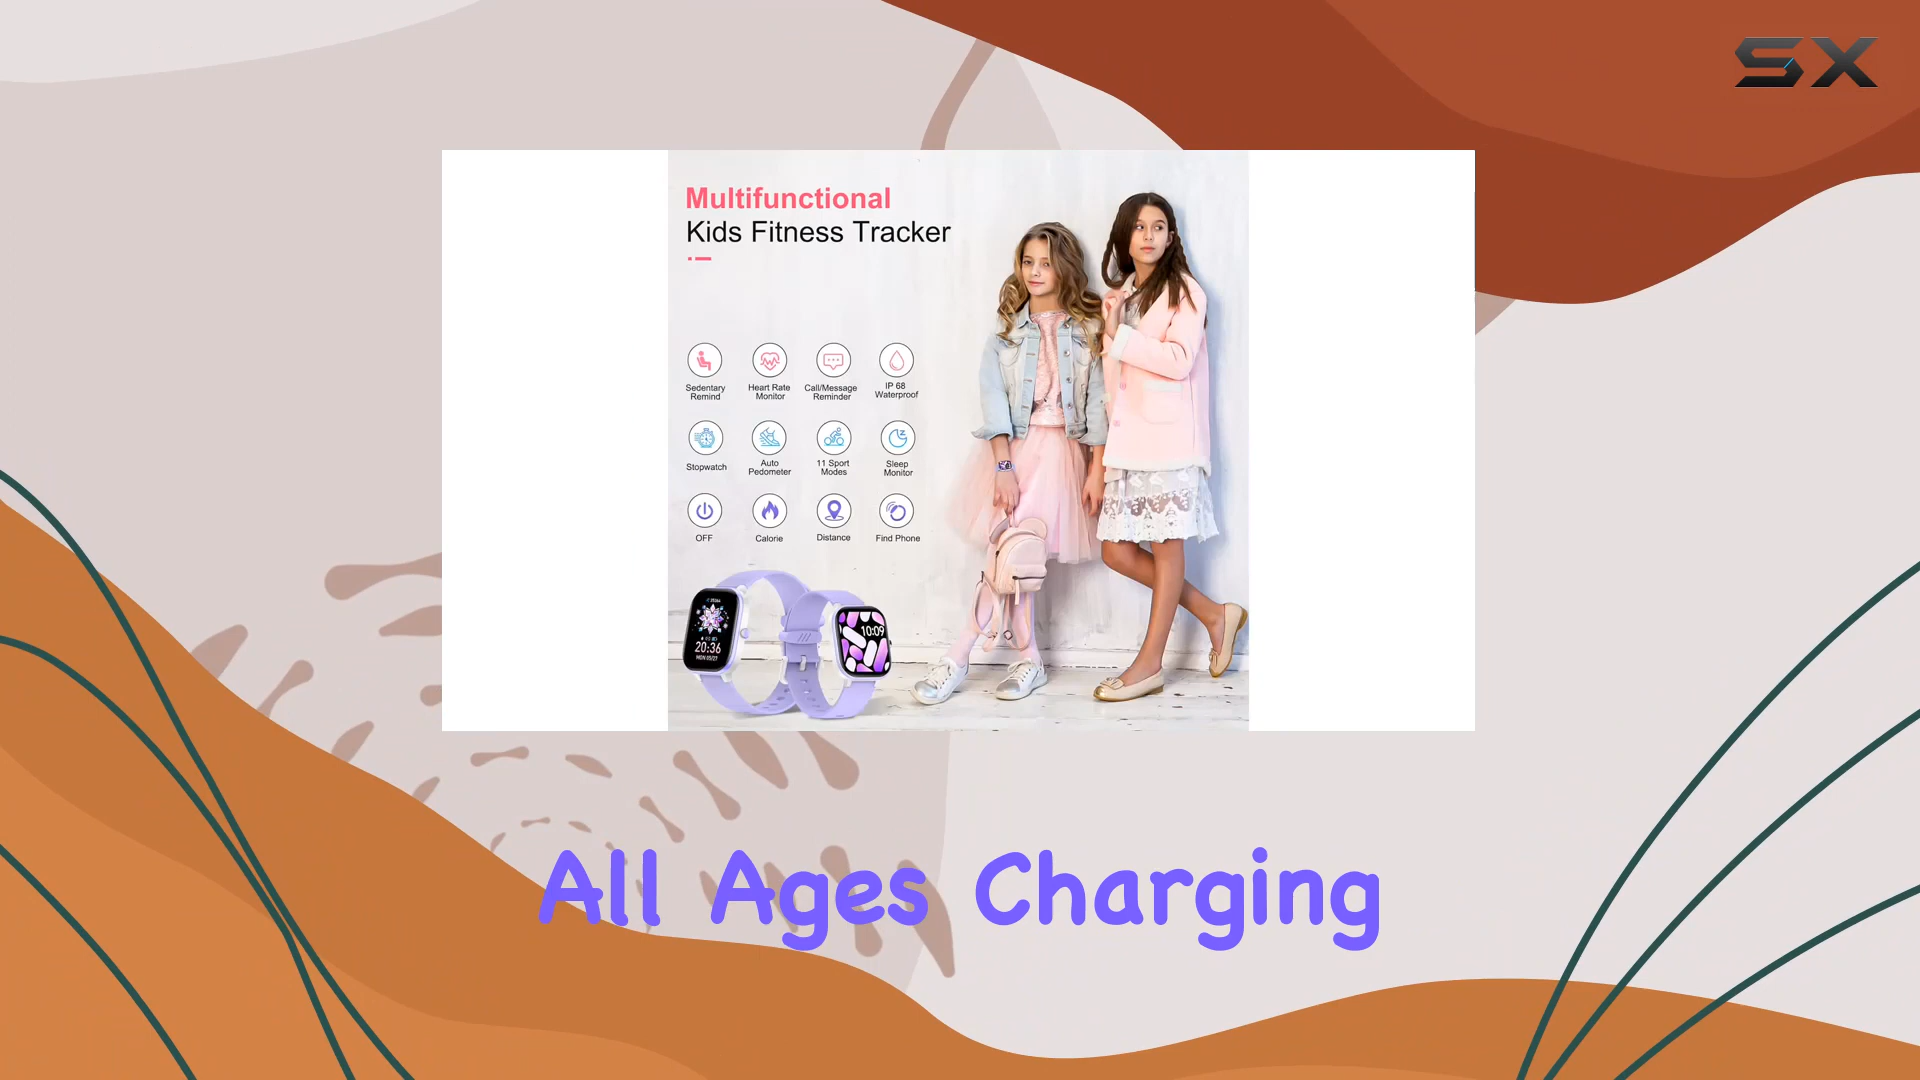 SX
Multifunctional
Kids Fitness Tracker
Sedentary
Remind
Heart Rate
Monitor
Call/Message
Reminder
IP 68
Waterproof
Stopwatch
Auto
Pedometer
11 Sport
Modes
Sleep
Monitor
OFF
Calorie
Distance
Find Phone
20:36
10:09
All Ages Charging